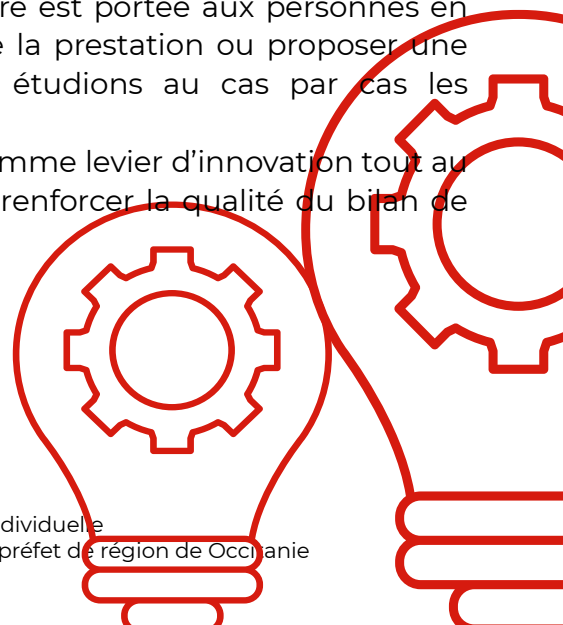 re est portée aux personnes en
la prestation ou proposer une
étudions au cas par cas les
mme levier d’innovation tout au
renforcer la qualité du bilan de
dividuelle
préfet de région de Occitanie